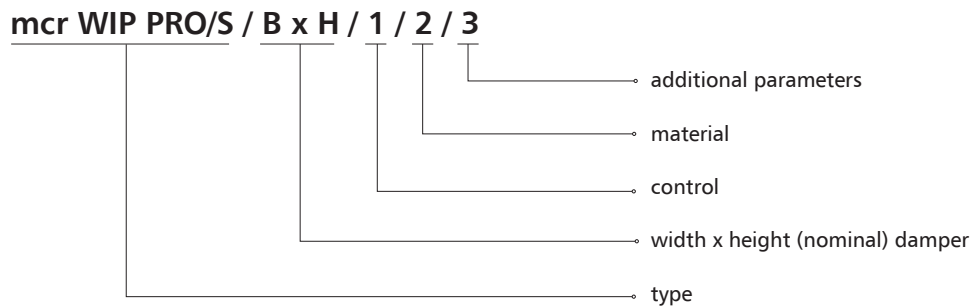 mcr WIP PRO/S / B x H / 1 / 2 / 3
additional parameters
material
control
width x height (nominal) damper
type